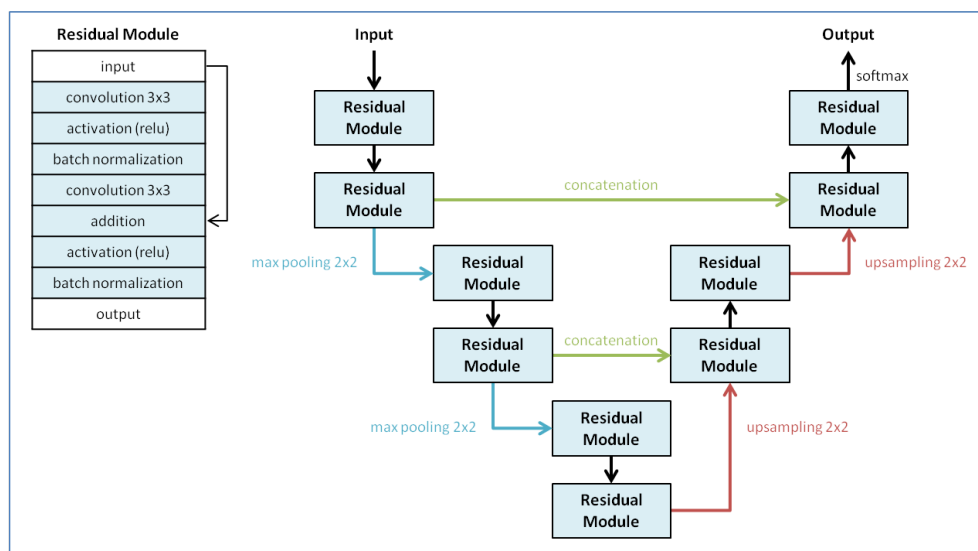 Residual Module
input
convolution 3x3
activation (relu)
batch normalization
convolution 3x3
addition
activation (relu)
batch normalization
output
Input
Output
softmax
Residual
Module
Residual
Module
Residual
Module
concatenation
Residual
Module
max pooling 2x2
Residual
Module
Residual
Module
upsampling 2x2
Residual
Module
concatenation
Residual
Module
max pooling 2x2
Residual
Module
upsampling 2x2
Residual
Module